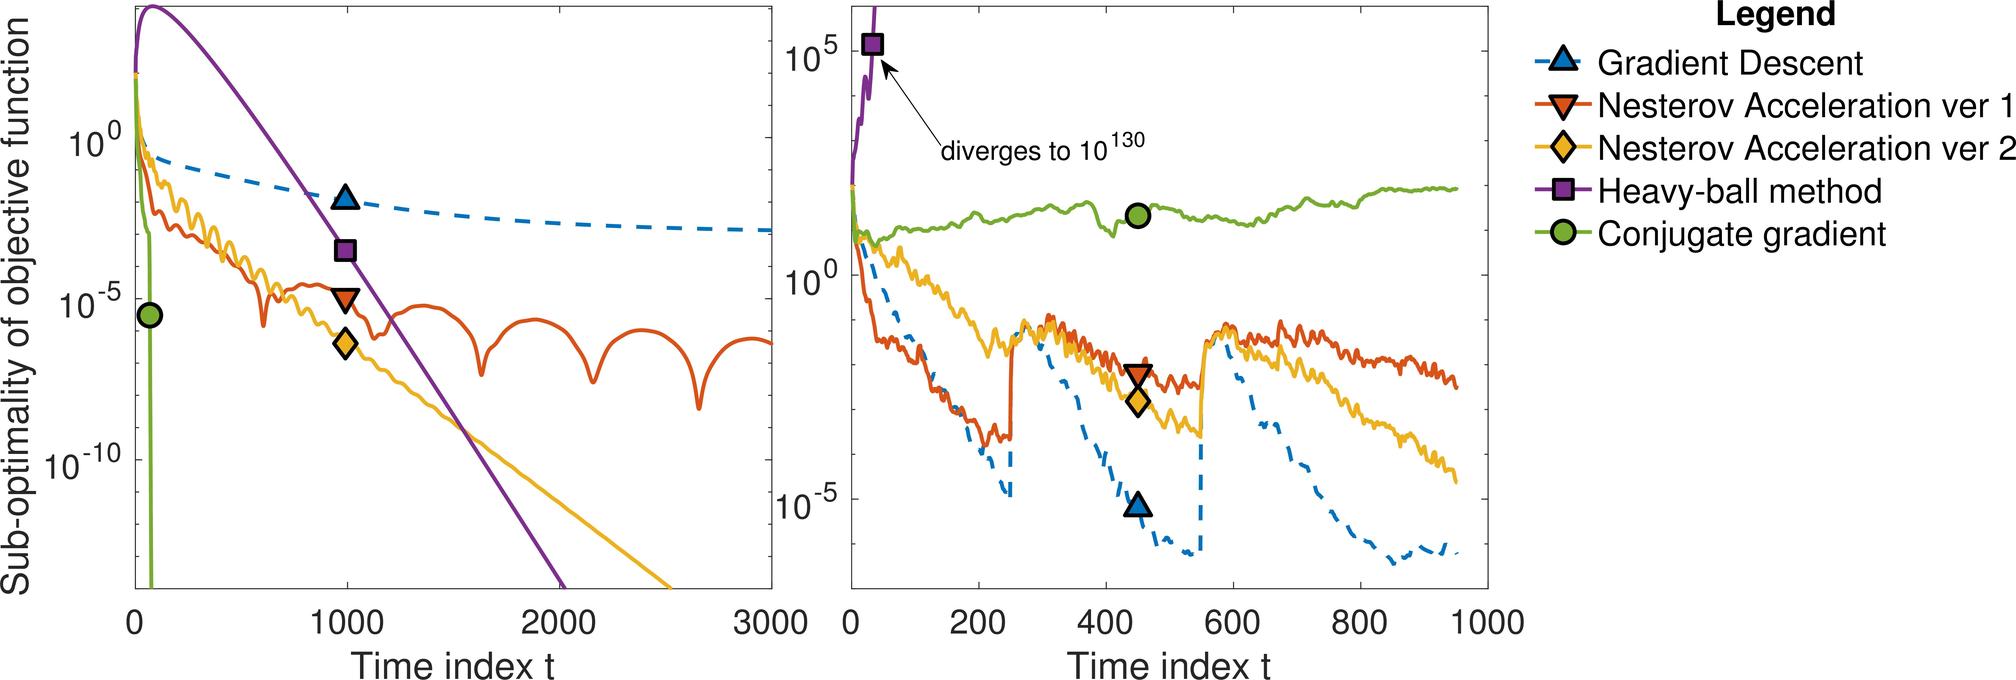 Sub-optimality of objective function
10^0
10^-5
10^-10
0
1000
2000
3000
Time index t
10^5
10^0
10^-5
diverges to 10^130
0
200
400
600
800
1000
Time index t
Legend
Gradient Descent
Nesterov Acceleration ver 1
Nesterov Acceleration ver 2
Heavy-ball method
Conjugate gradient